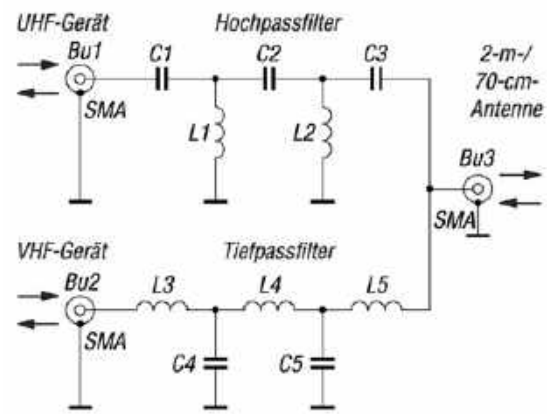 UHF-Gerät
Hochpassfilter
Bu1
C1
C2
C3
2-m-/
70-cm-
Antenne
SMA
L1
L2
Bu3
SMA
VHF-Gerät
Tiefpassfilter
Bu2
L3
L4
L5
SMA
C4
C5